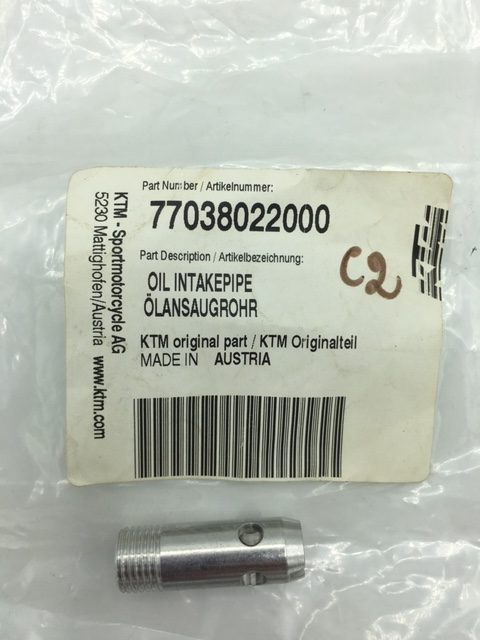 Part Number / Artikelnummer:
77038022000
Part Description / Artikelbezeichnung:
OIL INTAKEPIPE
ÖLANSAUGROHR
KTM original part / KTM Originalteil
MADE IN AUSTRIA
KTM - Sportmotorcycle AG
5230 Mattighofen/Austria www.ktm.com
C2